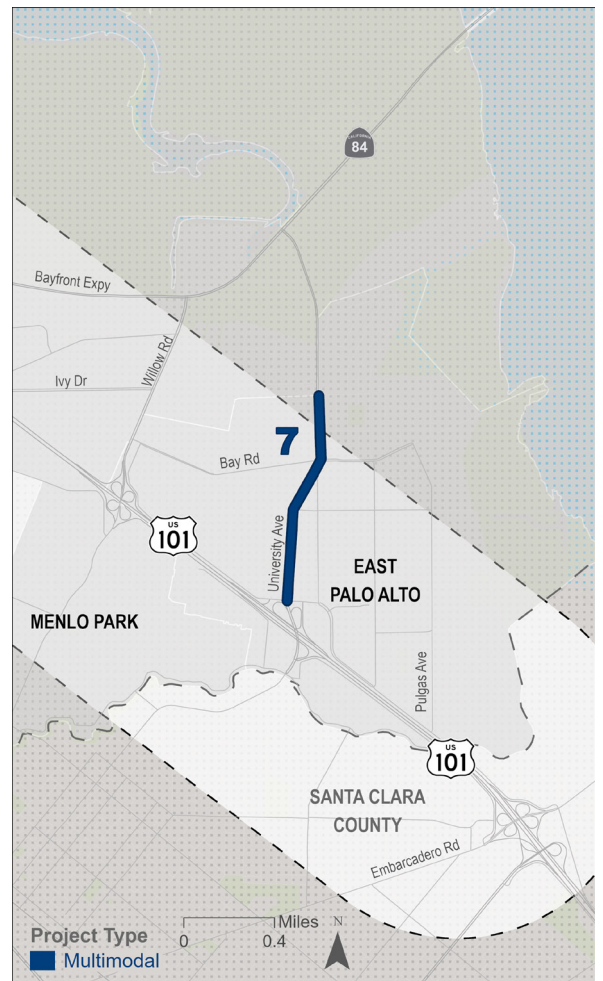 CALIFORNIA
84
Bayfront Expy
Willow Rd
Ivy Dr
7
Bay Rd
US
101
University Ave
EAST
PALO ALTO
MENLO PARK
Pulgas Ave
US
101
SANTA CLARA
COUNTY
Embarcadero Rd
Project Type
Multimodal
Miles
0
0.4
N